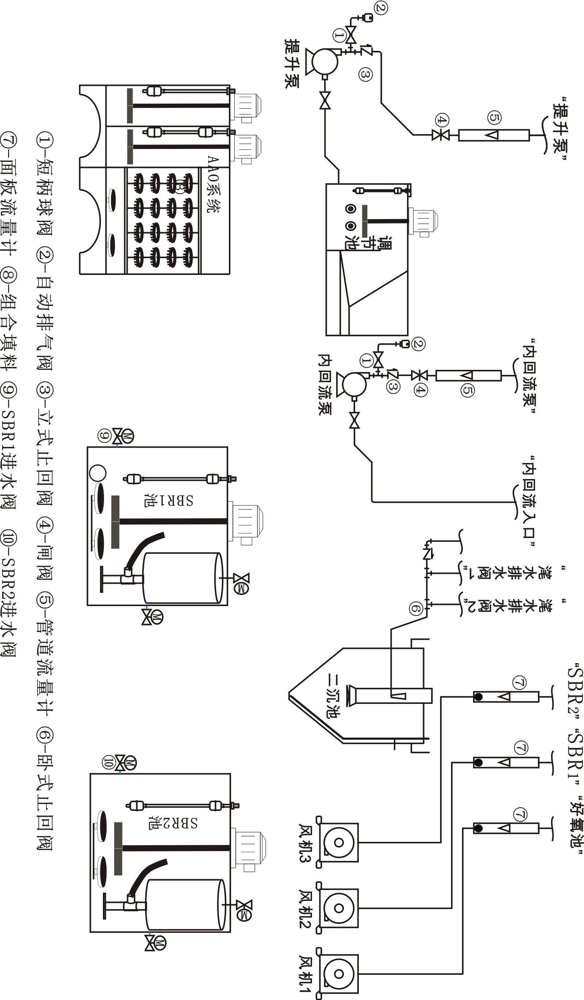 “提升泵”
“内回流泵”
“内回流入口”
“滗水排水阀1”
“滗水排水阀2”
“SBR2”
“SBR1”
“好氧池”
⑤
④
③
②
①
提升泵
调节池
②
①
③
④
⑤
内回流泵
⑥
二沉池
⑦
⑦
⑦
风机3
风机2
风机1
AAO系统
⑧
⑨
M
SBR1池
M
M
⑩
M
SBR2池
M
M
①—短柄球阀 ②—自动排气阀 ③—立式止回阀 ④—闸阀 ⑤—管道流量计 ⑥—卧式止回阀
⑦—面板流量计 ⑧—组合填料 ⑨—SBR1进水阀 ⑩—SBR2进水阀